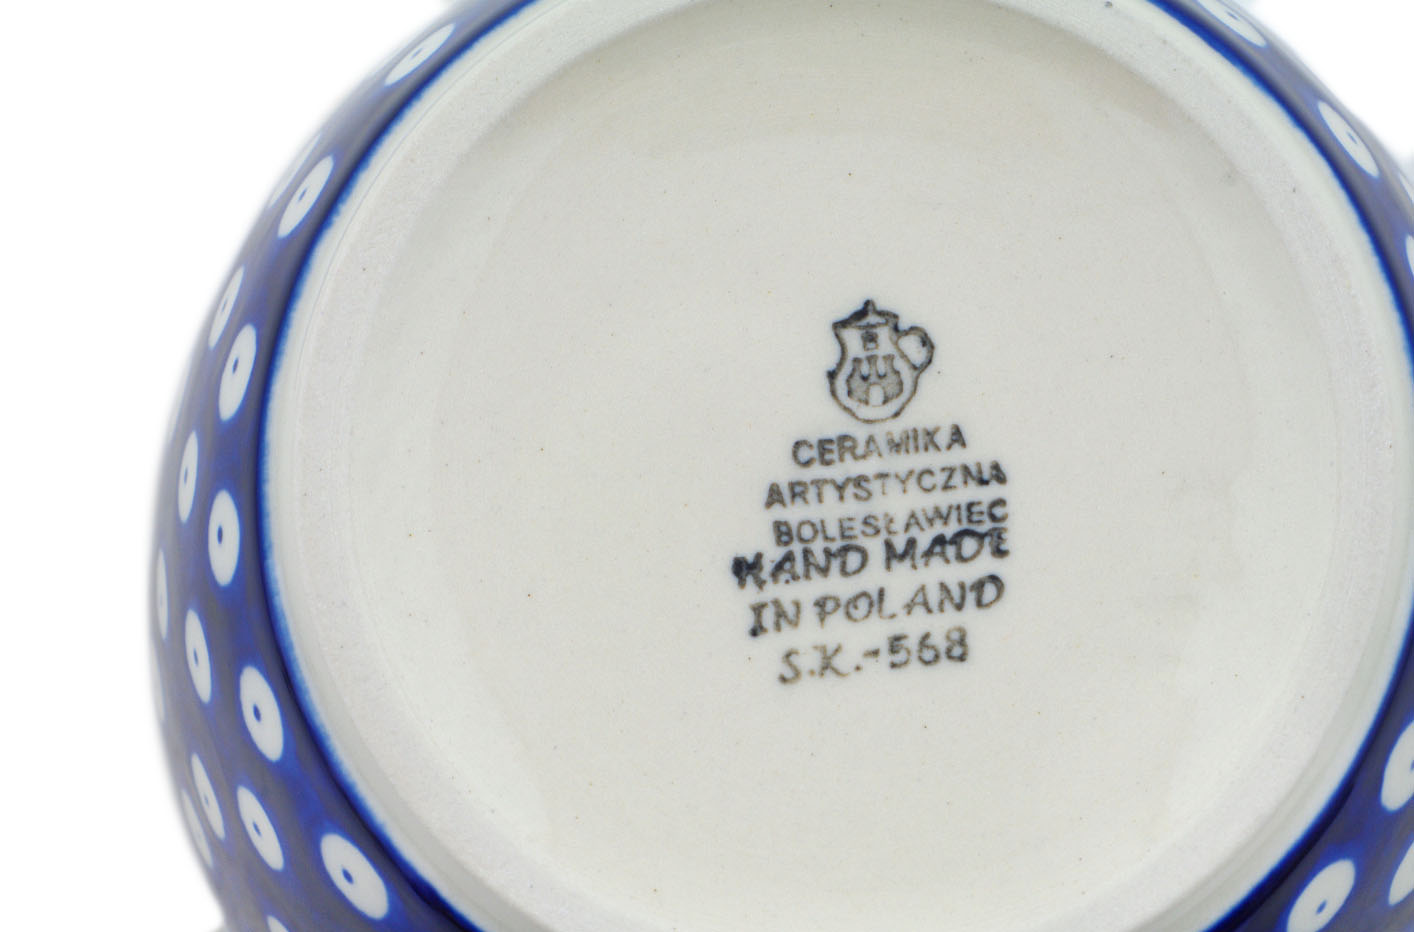 CERAMIKA
ARTYSTYCZNA
BOLESŁAWIEC
HAND MADE
IN POLAND
S.K.-568